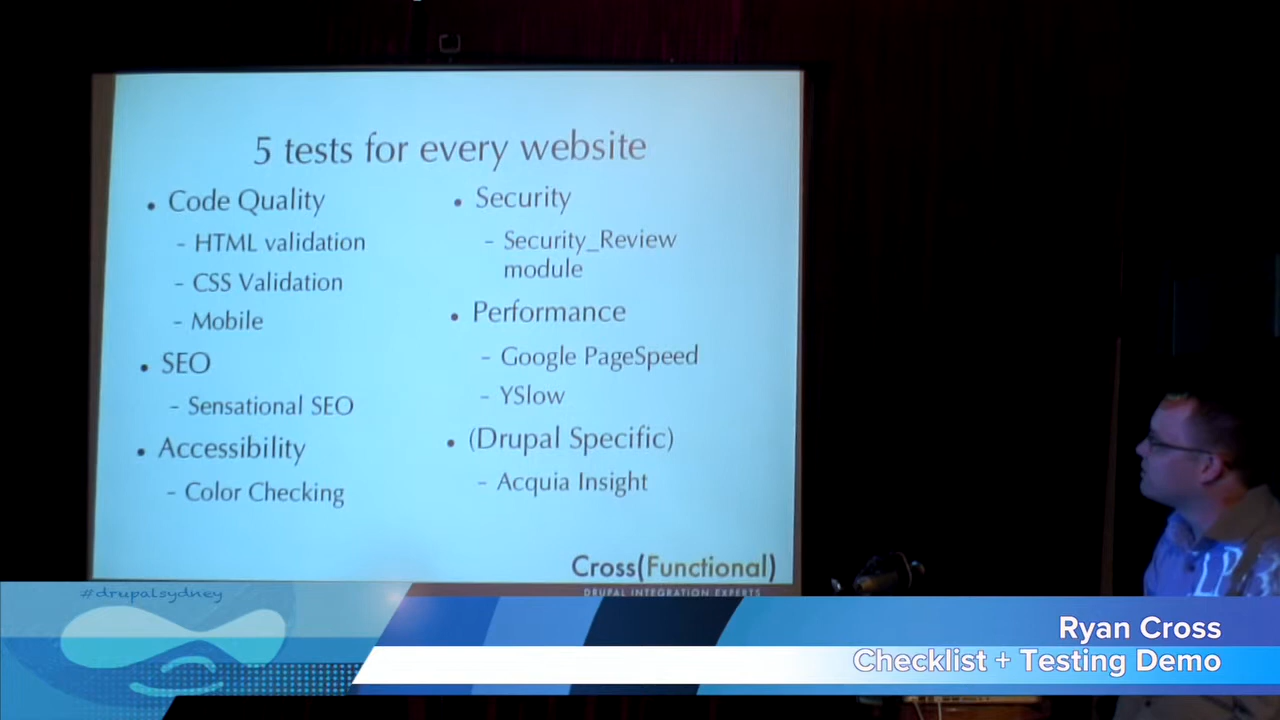 5 tests for every website
• Code Quality
- HTML validation
- CSS Validation
- Mobile
• SEO
- Sensational SEO
• Accessibility
- Color Checking
• Security
- Security_Review
module
• Performance
- Google PageSpeed
- YSlow
• (Drupal Specific)
- Acquia Insight
Cross(Functional)
DRUPAL INTEGRATION EXPERTS
#drupalsydney
Ryan Cross
Checklist + Testing Demo